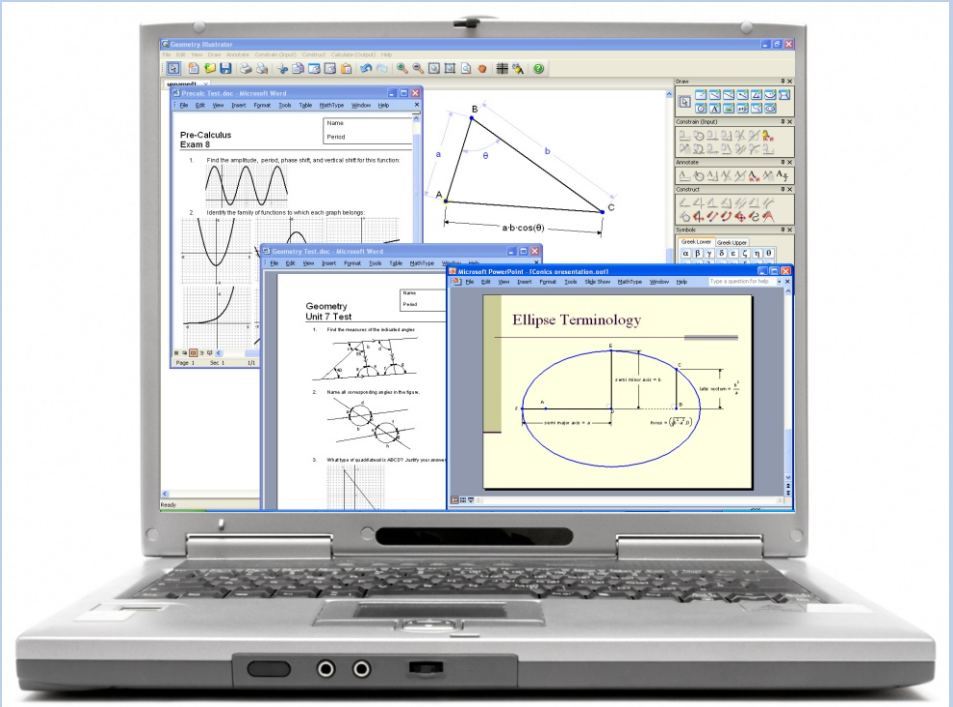 Geometry Illustrator
File Edit View Draw Annotate Constrain (Input) Construct Calculate (Output) Help
Precalc Test.doc - Microsoft Word
File Edit View Insert Format Tools Table MathType Window Help
Name
Period
Pre-Calculus
Exam 8
1. Find the amplitude, period, phase shift, and vertical shift for this function:
2. Identify the family of functions to which each graph belongs:
Page 1 Sec 1 1/1
B
a
θ
b
A
C
a·b·cos(θ)
Draw
Constrain (Input)
Annotate
Construct
Symbols
Greek Lower Greek Upper
α β γ δ ε ζ η θ
Geometry Test.doc - Microsoft Word
File Edit View Insert Format Tools Table MathType Window Help
Name
Period
Geometry
Unit 7 Test
1. Find the measures of the indicated angles
2. Name all corresponding angles in the figure.
3. What type of quadrilateral is ABCD? Justify your answer
Microsoft PowerPoint - [Conics presentation.ppt]
File Edit View Insert Format Tools Slide Show MathType Window Help
Type a question for help
Ellipse Terminology
E
C
semi minor axis = b
A
B
F
semi major axis = a
Ready